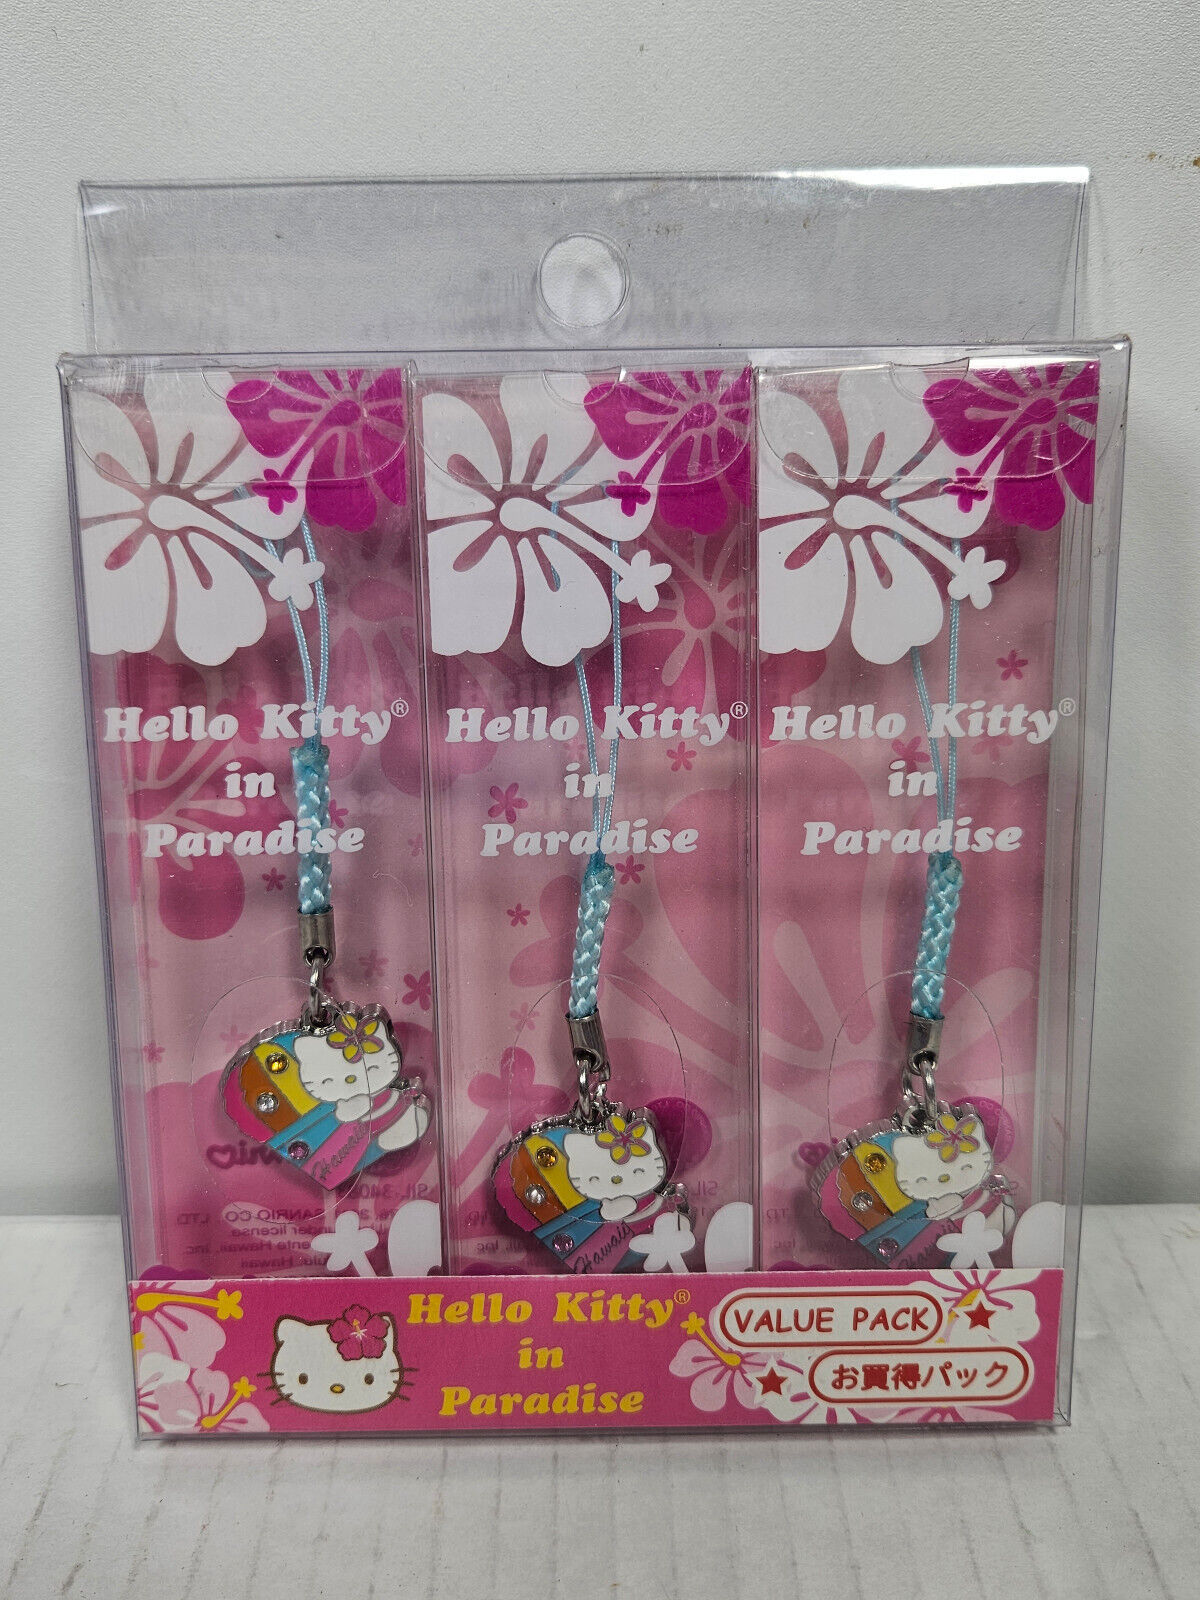 Hello Kitty®
in
Paradise
Hello Kitty®
in
Paradise
Hello Kitty®
in
Paradise
Hawaii
Hawaii
Hawaii
Hello Kitty®
in
Paradise
VALUE PACK
お買得パック